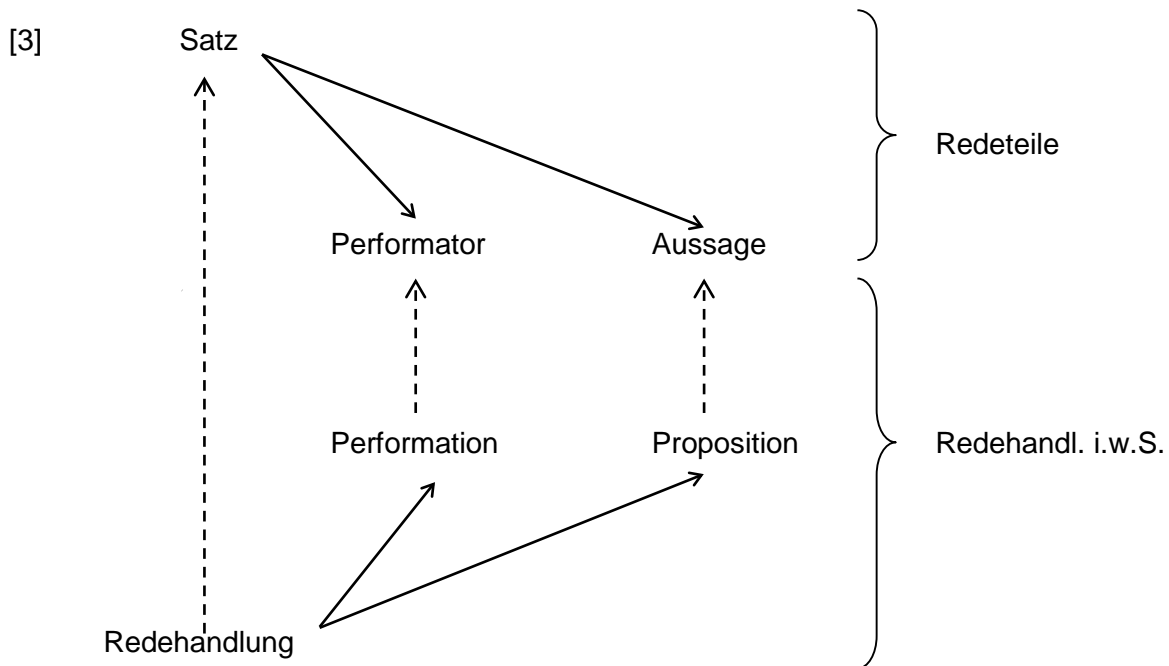 [3] Satz
Redeteile
Performator Aussage
Performation Proposition Redehandl. i.w.S.
Redehandlung